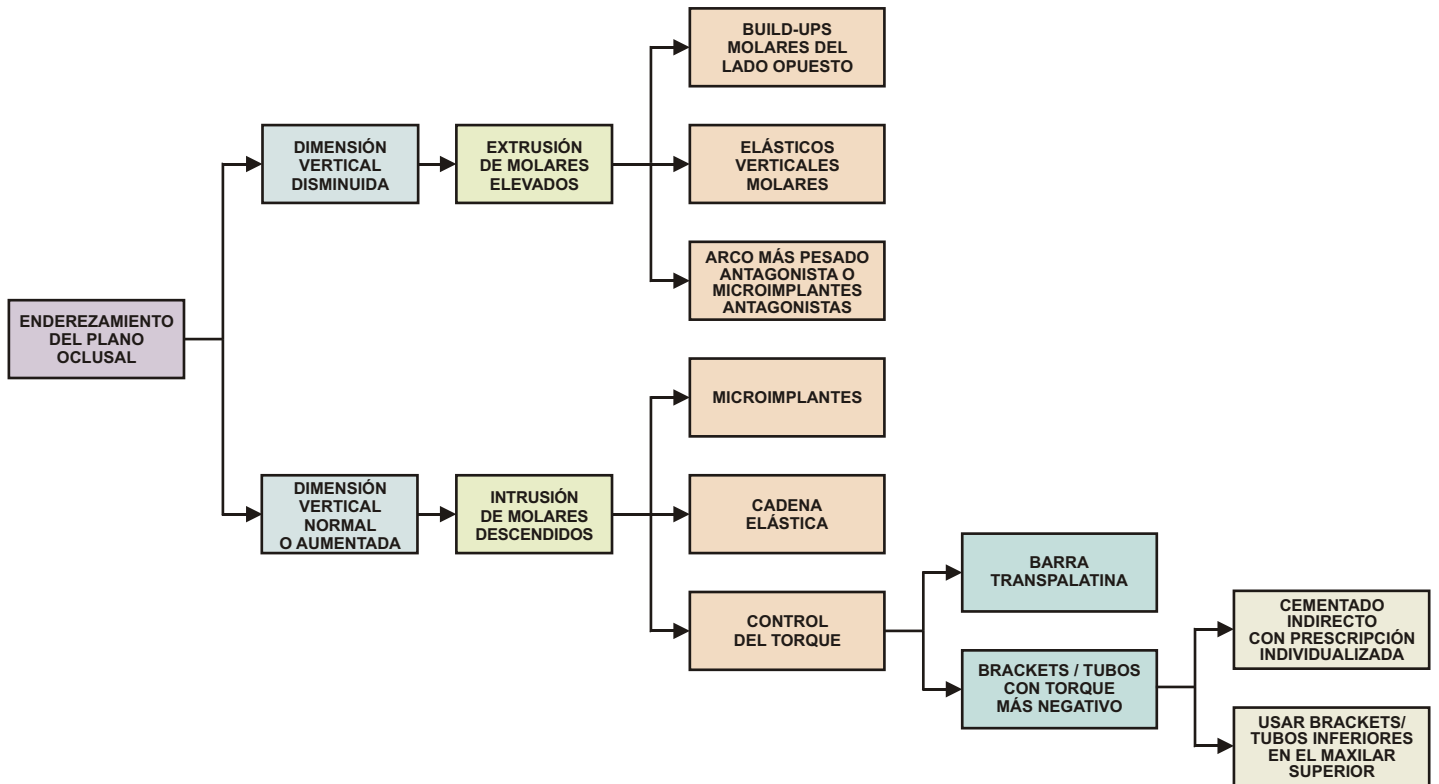 BUILD-UPS
MOLARES DEL
LADO OPUESTO
DIMENSIÓN
VERTICAL
DISMINUIDA
EXTRUSIÓN
DE MOLARES
ELEVADOS
ELÁSTICOS
VERTICALES
MOLARES
ARCO MÁS PESADO
ANTAGONISTA O
MICROIMPLANTES
ANTAGONISTAS
ENDEREZAMIENTO
DEL PLANO
OCLUSAL
MICROIMPLANTES
DIMENSIÓN
VERTICAL
NORMAL
O AUMENTADA
INTRUSIÓN
DE MOLARES
DESCENDIDOS
CADENA
ELÁSTICA
CONTROL
DEL TORQUE
BARRA
TRANSPALATINA
BRACKETS / TUBOS
CON TORQUE
MÁS NEGATIVO
CEMENTADO
INDIRECTO
CON PRESCRIPCIÓN
INDIVIDUALIZADA
USAR BRACKETS/
TUBOS INFERIORES
EN EL MAXILAR
SUPERIOR